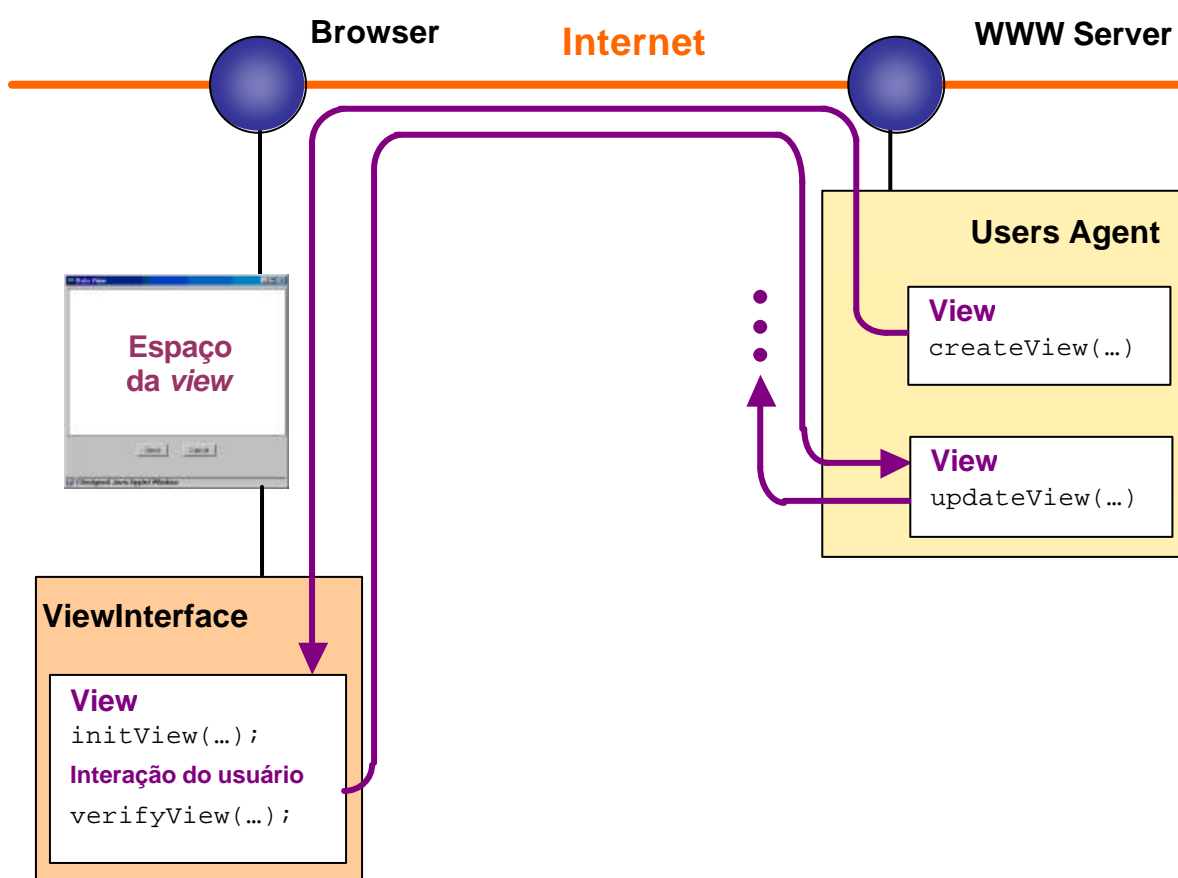 Browser
Internet
WWW Server
Users Agent
View
createView(…)
Espaço
da view
View
updateView(…)
ViewInterface
View
initView(…);
Interação do usuário
verifyView(…);